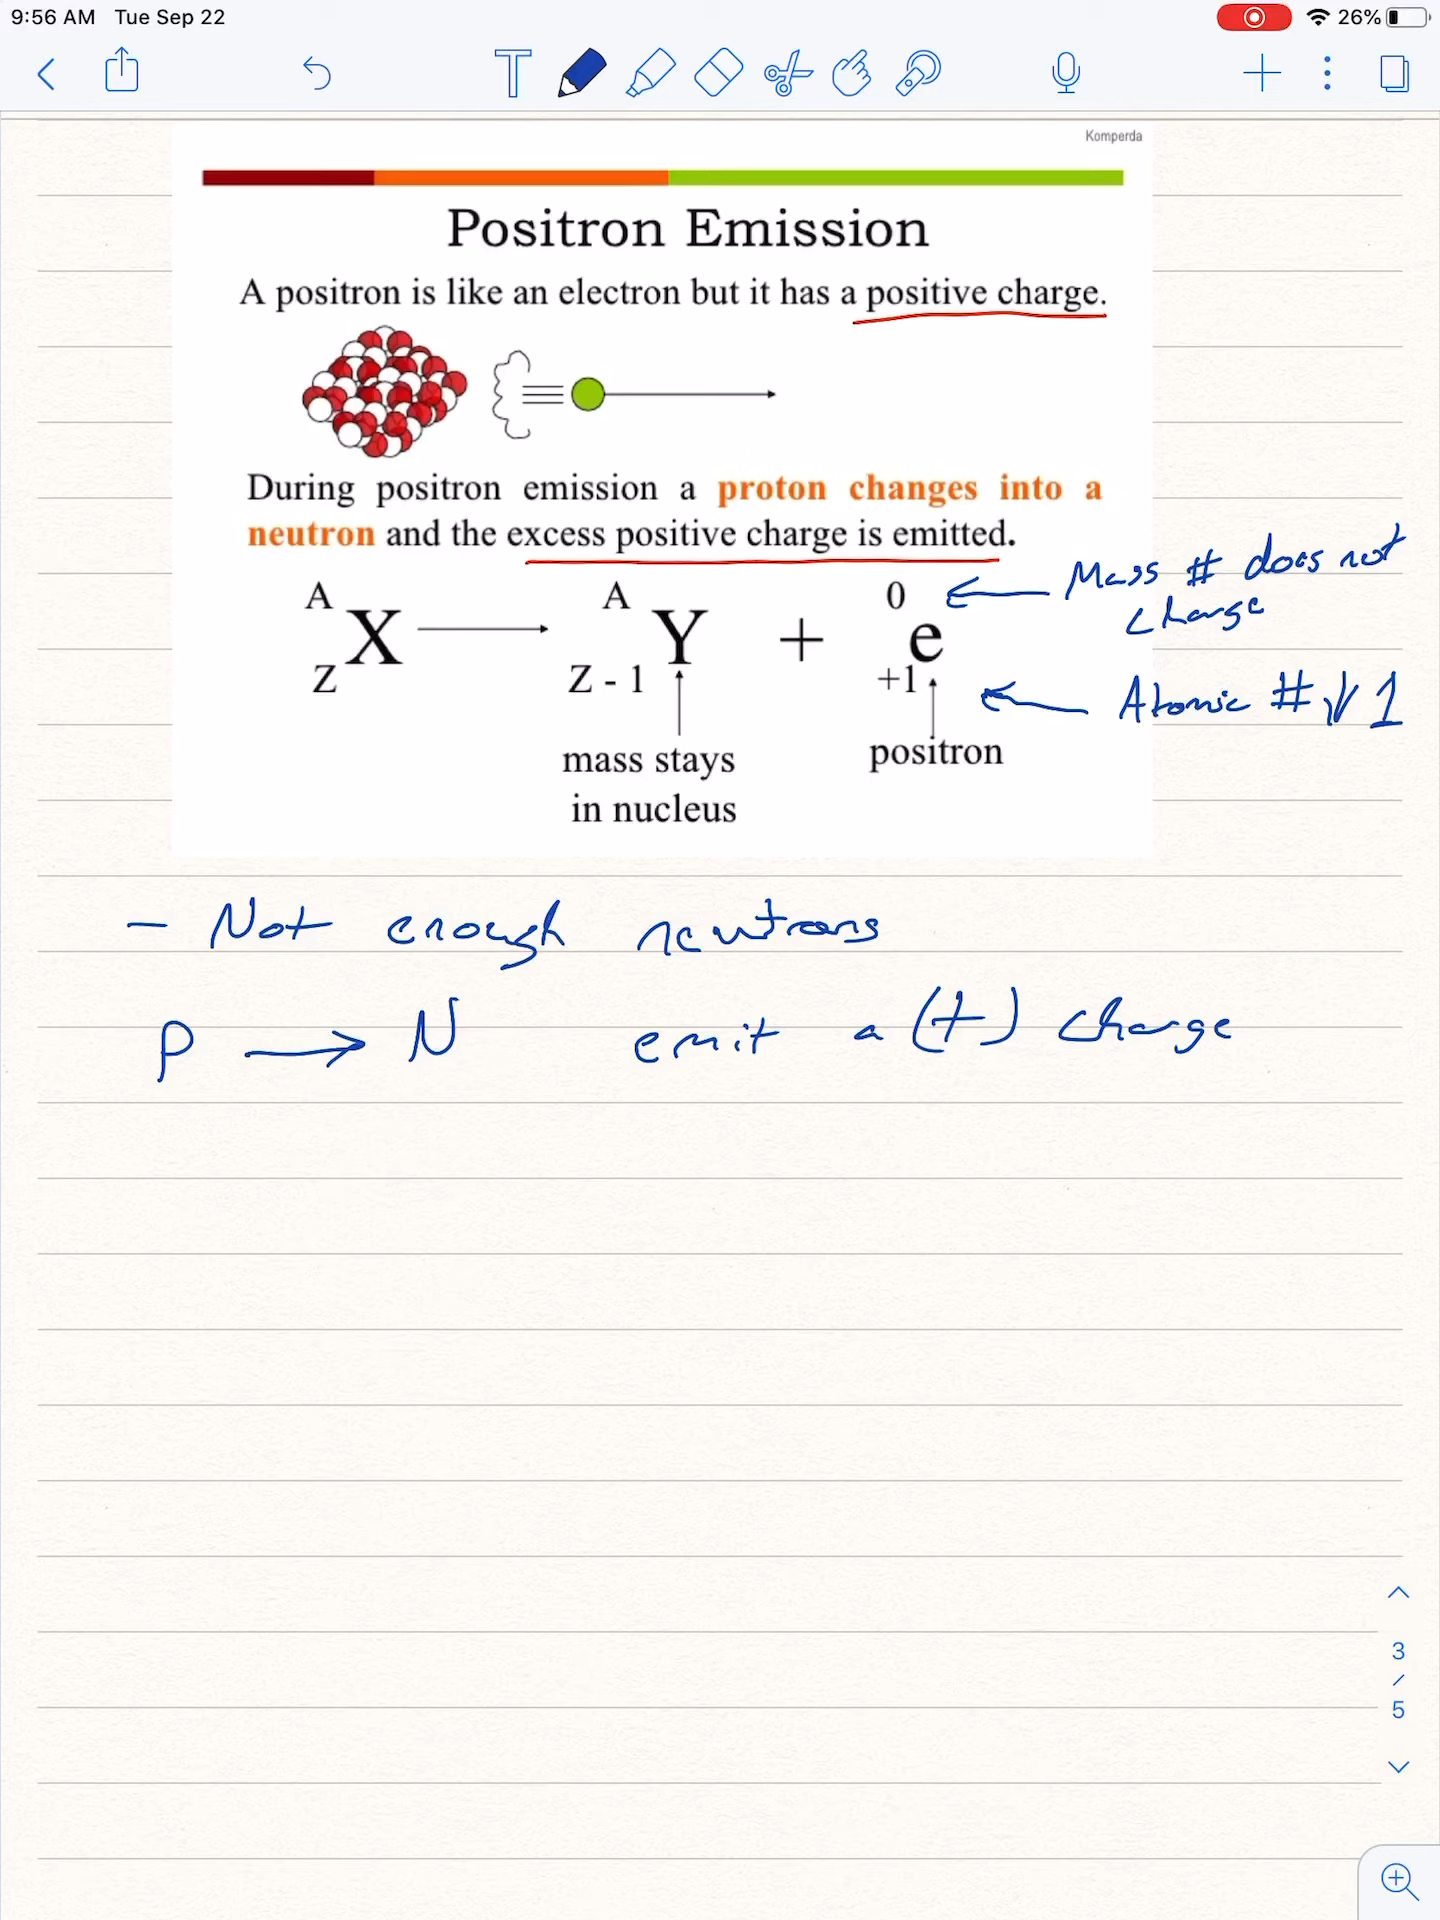 9:56 AM Tue Sep 22
26%
Komperda
Positron Emission
A positron is like an electron but it has a positive charge.
During positron emission a proton changes into a
neutron and the excess positive charge is emitted.
A X Z → A Y Z - 1 + 0 e +1
Mass # does not
change
Atomic # ↓ 1
mass stays
in nucleus
positron
- Not enough neutrons
P → N emit a (+) charge
3
/
5